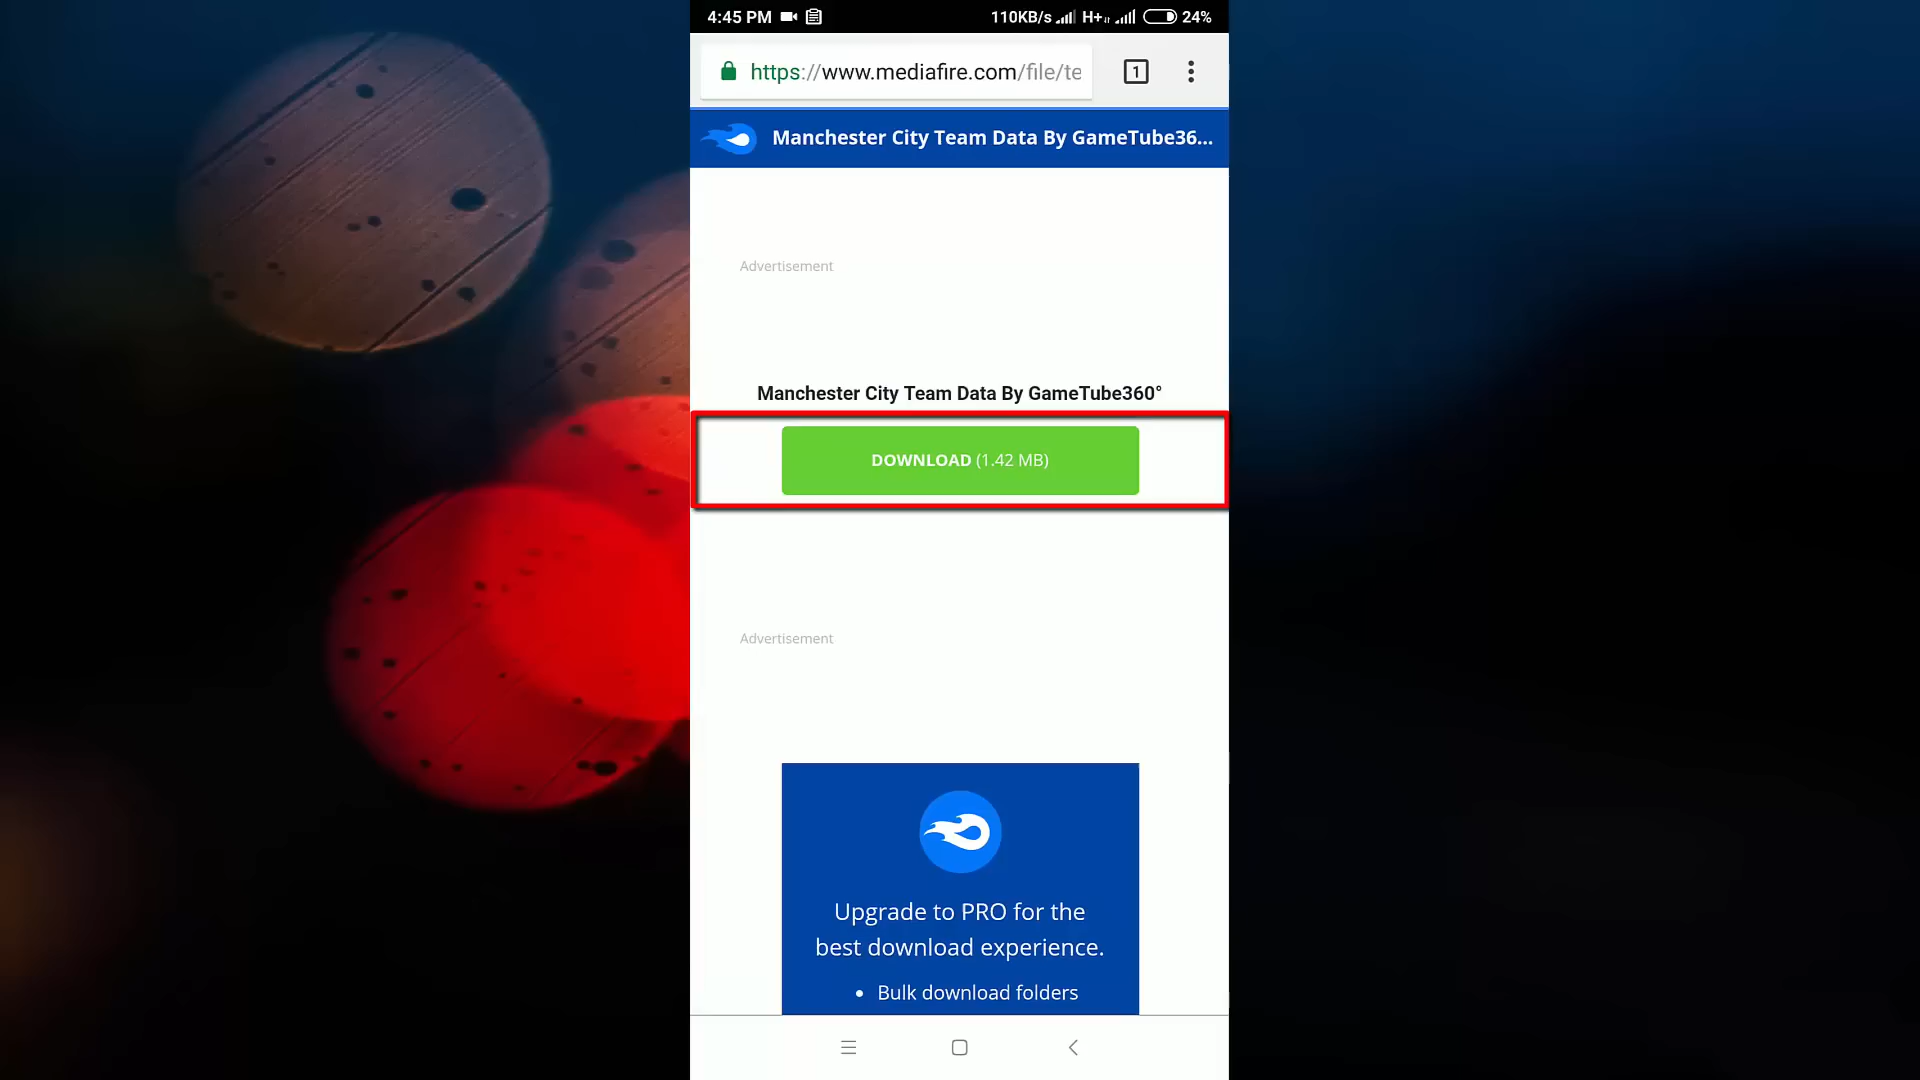 4:45 PM 110KB/s H+ 24%
https://www.mediafire.com/file/te
1
Manchester City Team Data By GameTube36...
Advertisement
Manchester City Team Data By GameTube360°
DOWNLOAD (1.42 MB)
Advertisement
Upgrade to PRO for the
best download experience.
• Bulk download folders